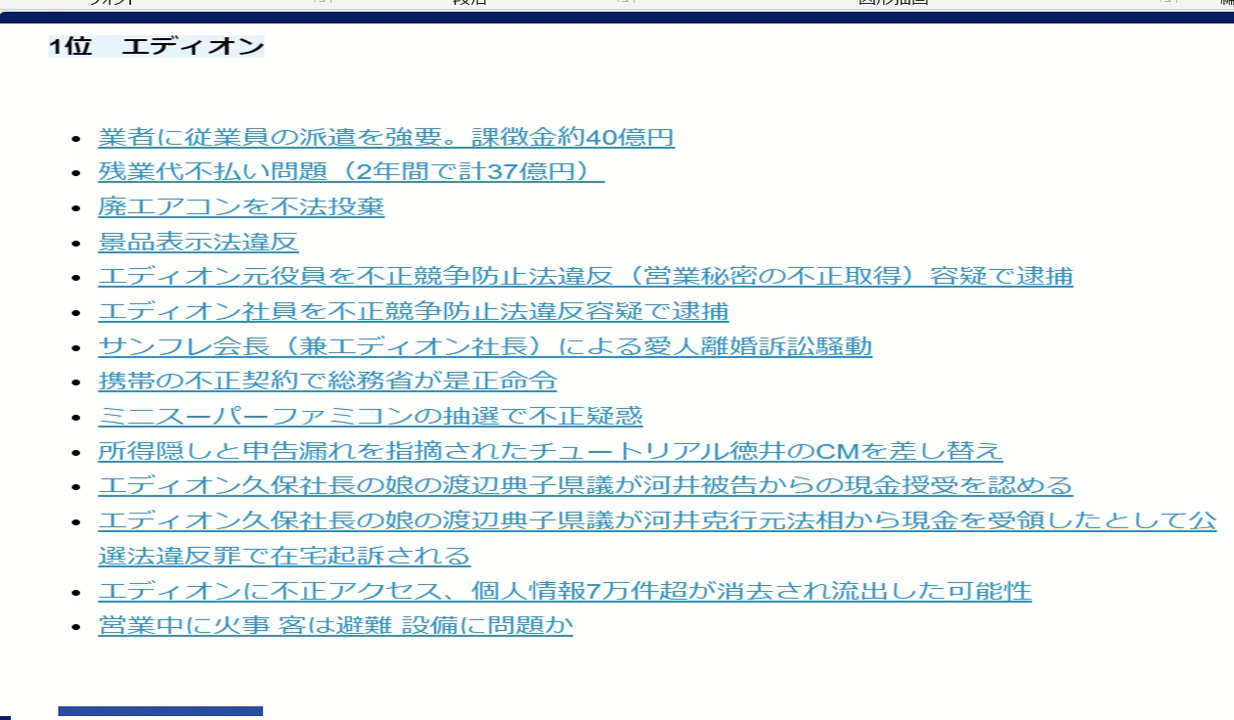 1位　エディオン
業者に従業員の派遣を強要。課徴金約40億円
残業代不払い問題（2年間で計37億円）
廃エアコンを不法投棄
景品表示法違反
エディオン元役員を不正競争防止法違反（営業秘密の不正取得）容疑で逮捕
エディオン社員を不正競争防止法違反容疑で逮捕
サンフレ会長（兼エディオン社長）による愛人離婚訴訟騒動
携帯の不正契約で総務省が是正命令
ミニスーパーファミコンの抽選で不正疑惑
所得隠しと申告漏れを指摘されたチュートリアル徳井のCMを差し替え
エディオン久保社長の娘の渡辺典子県議が河井被告からの現金授受を認める
エディオン久保社長の娘の渡辺典子県議が河井克行元法相から現金を受領したとして公
選法違反罪で在宅起訴される
エディオンに不正アクセス、個人情報7万件超が消去され流出した可能性
営業中に火事 客は避難 設備に問題か